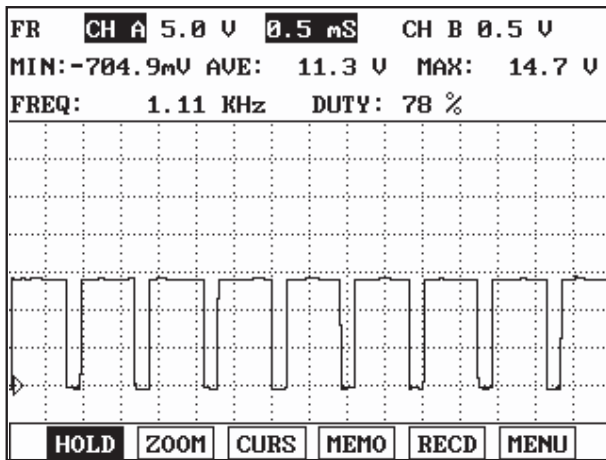 FR CH A 5.0 V 0.5 mS CH B 0.5 V
MIN:-704.9mV AVE: 11.3 V MAX: 14.7 V
FREQ: 1.11 KHz DUTY: 78 %
HOLD ZOOM CURS MEMO RECD MENU